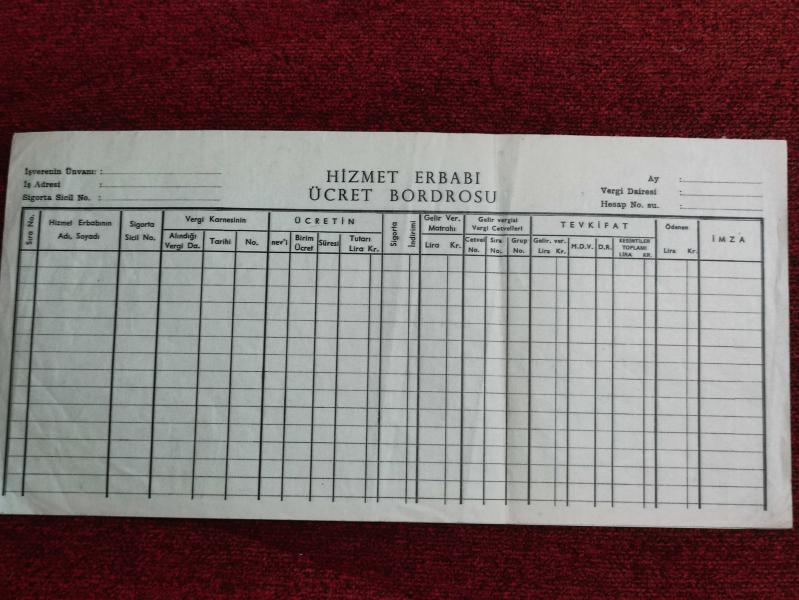 HİZMET ERBABI
ÜCRET BORDROSU
İşverenin Ünvanı :
İş Adresi :
Sigorta Sicil No. :
Ay :
Vergi Dairesi :
Hesap No. su. :
Sıra No.
Hizmet Erbabının
Adı, Soyadı
Sigorta
Sicil No.
Vergi Karnesinin
Alındığı
Vergi Da.
Tarihi
No.
ÜCRETİN
nev'i
Birim
Ücret
Süresi
Tutarı
Lira Kr.
Sigorta
İndirimi
Gelir Ver.
Matrahı
Lira Kr.
Gelir vergisi
Vergi Cetvelleri
Cetvel
No.
Sıra
No.
Grup
No.
TEVKİFAT
Gelir. ver.
Lira Kr.
M.D.V.
D.R.
KESİNTİLER
TOPLAMI
LİRA KR.
Ödenen
Lira Kr.
İMZA